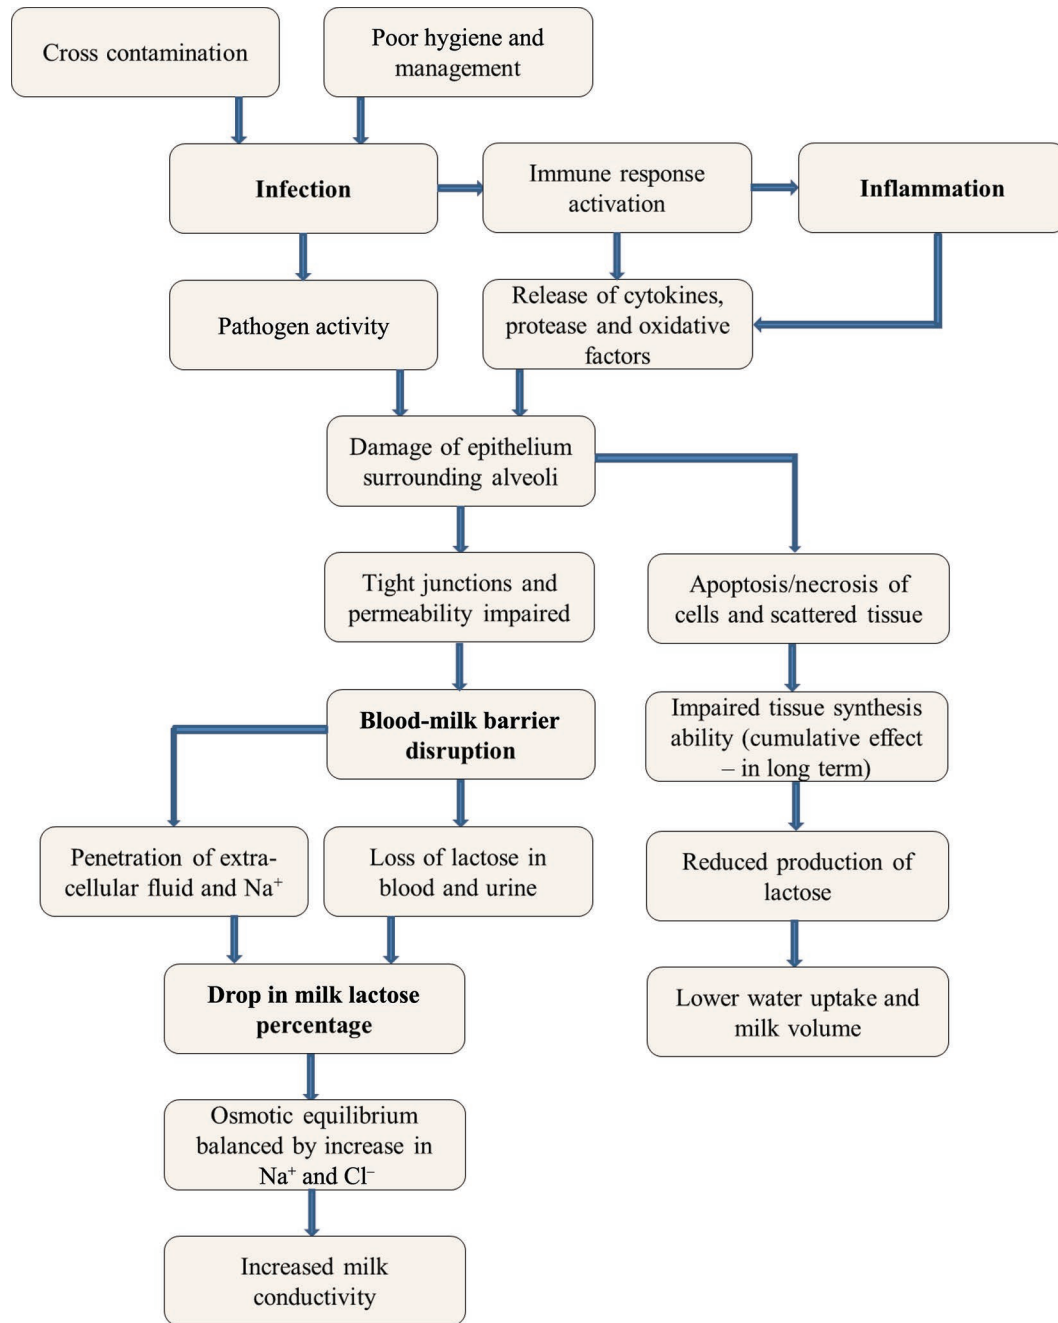 Cross contamination
Poor hygiene and
management
Infection
Immune response
activation
Inflammation
Pathogen activity
Release of cytokines,
protease and oxidative
factors
Damage of epithelium
surrounding alveoli
Tight junctions and
permeability impaired
Apoptosis/necrosis of
cells and scattered tissue
Blood-milk barrier
disruption
Impaired tissue synthesis
ability (cumulative effect
– in long term)
Penetration of extra-
cellular fluid and Na⁺
Loss of lactose in
blood and urine
Reduced production of
lactose
Drop in milk lactose
percentage
Lower water uptake and
milk volume
Osmotic equilibrium
balanced by increase in
Na⁺ and Cl⁻
Increased milk
conductivity